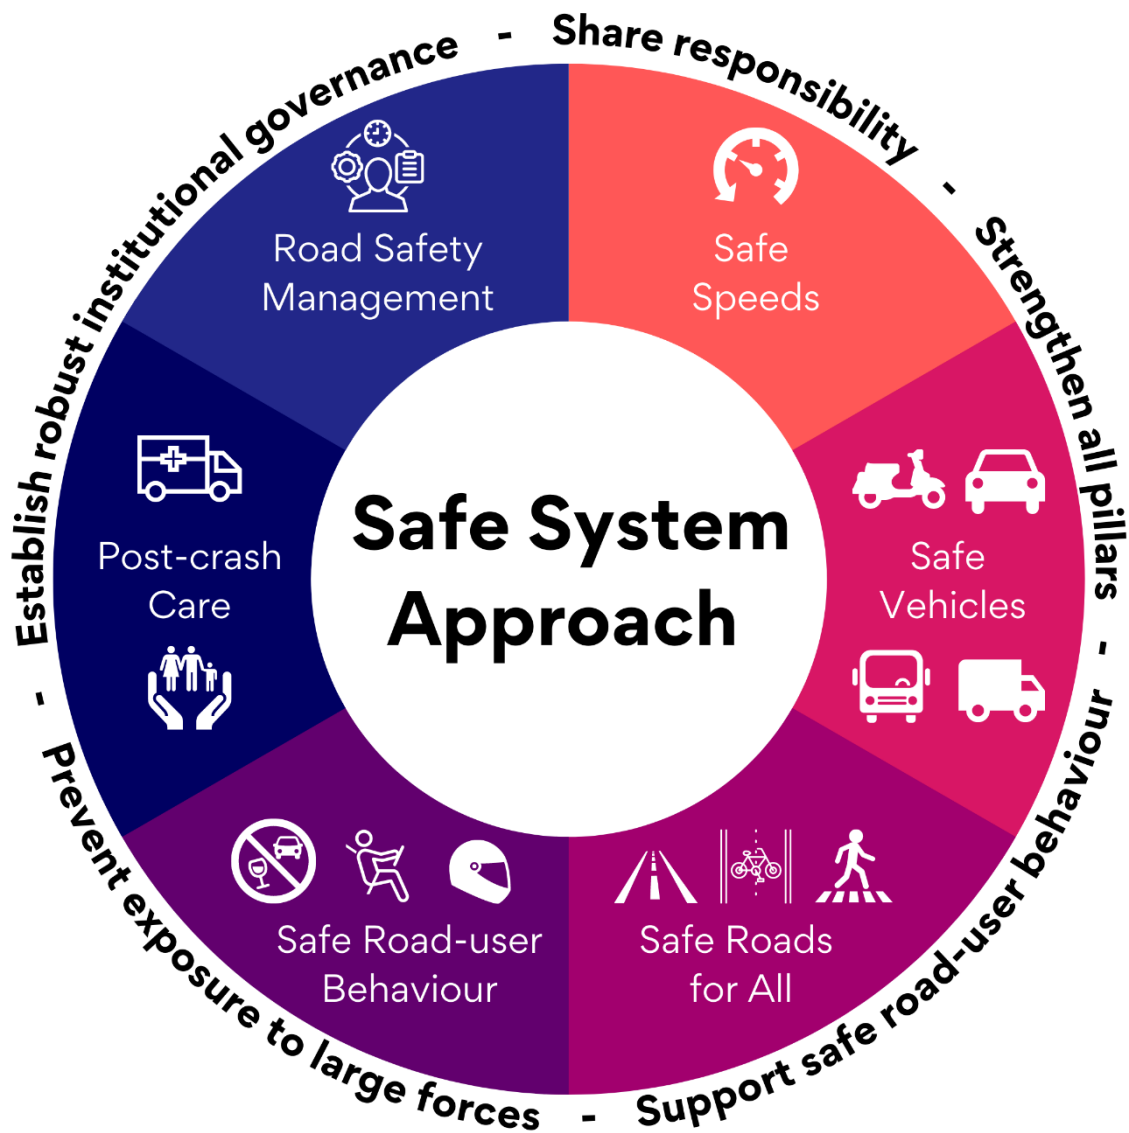 Share responsibility - Strengthen all pillars - Support safe road-user behaviour - Prevent exposure to large forces - Establish robust institutional governance -
Road Safety
Management
Safe
Speeds
Post-crash
Care
Safe System
Approach
Safe
Vehicles
Safe Road-user
Behaviour
Safe Roads
for All